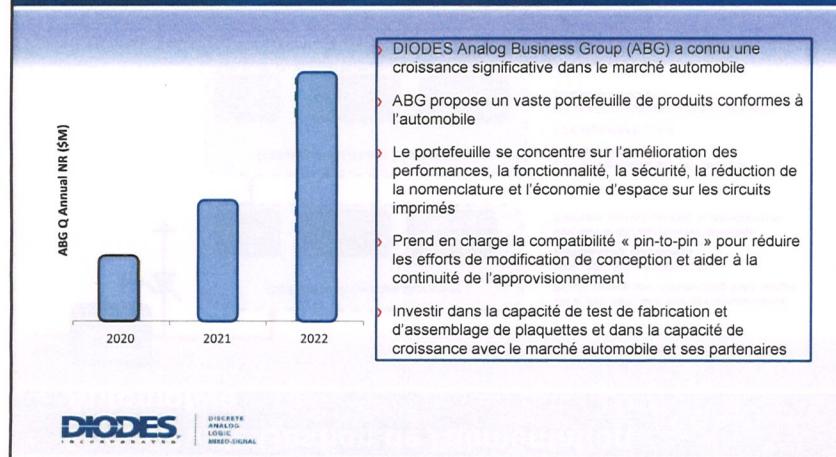 DIODES Analog Business Group (ABG) a connu une
croissance significative dans le marché automobile
ABG propose un vaste portefeuille de produits conformes à
l'automobile
Le portefeuille se concentre sur l'amélioration des
performances, la fonctionnalité, la sécurité, la réduction de
la nomenclature et l'économie d'espace sur les circuits
imprimés
Prend en charge la compatibilité « pin-to-pin » pour réduire
les efforts de modification de conception et aider à la
continuité de l'approvisionnement
Investir dans la capacité de test de fabrication et
d'assemblage de plaquettes et dans la capacité de
croissance avec le marché automobile et ses partenaires
ABG Q Annual NR ($M)
2020 2021 2022
DIODES
INCORPORATED
DISCRETE
ANALOG
LOGIC
MIXED-SIGNAL